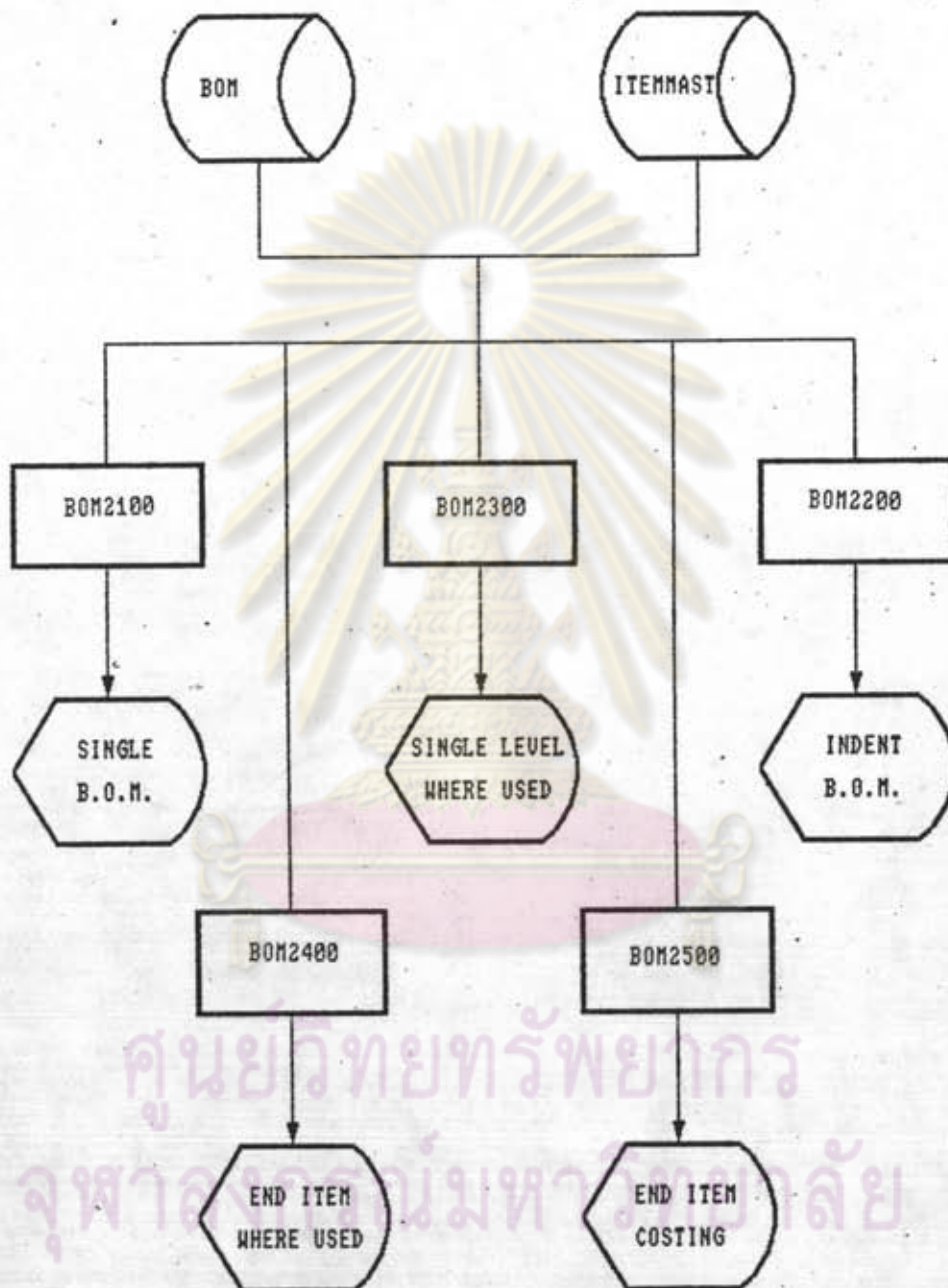 BOM
ITEMMAST
BOM2100
BOM2300
BOM2200
SINGLE
B.O.M.
SINGLE LEVEL
WHERE USED
INDENT
B.O.M.
BOM2400
BOM2500
END ITEM
WHERE USED
END ITEM
COSTING
ศูนย์วิทยทรัพยากร
จุฬาลงกรณ์มหาวิทยาลัย